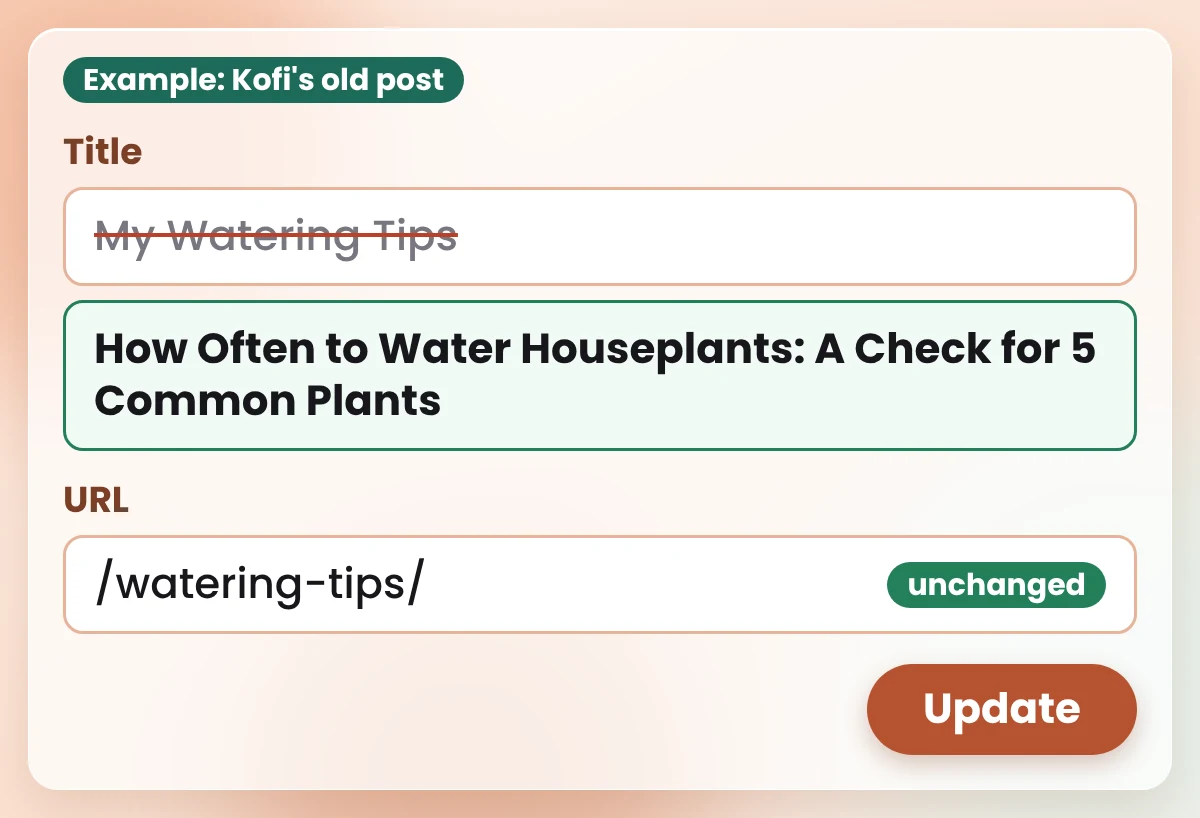 Example: Kofi's old post
Title
My Watering Tips
How Often to Water Houseplants: A Check for 5
Common Plants
URL
/watering-tips/
unchanged
Update